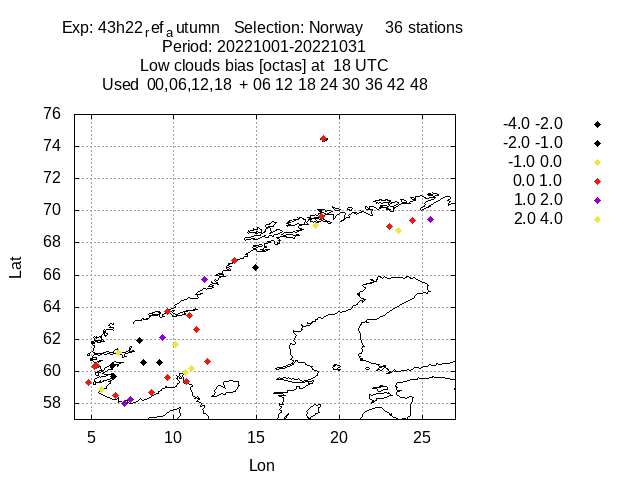 Exp: 43h22refautumn Selection: Norway 36 stations
Period: 20221001-20221031
Low clouds bias [octas] at 18 UTC
Used 00,06,12,18 + 06 12 18 24 30 36 42 48
76
74
72
70
68
66
64
62
60
58
Lat
5 10 15 20 25
Lon
-4.0 -2.0
-2.0 -1.0
-1.0 0.0
0.0 1.0
1.0 2.0
2.0 4.0